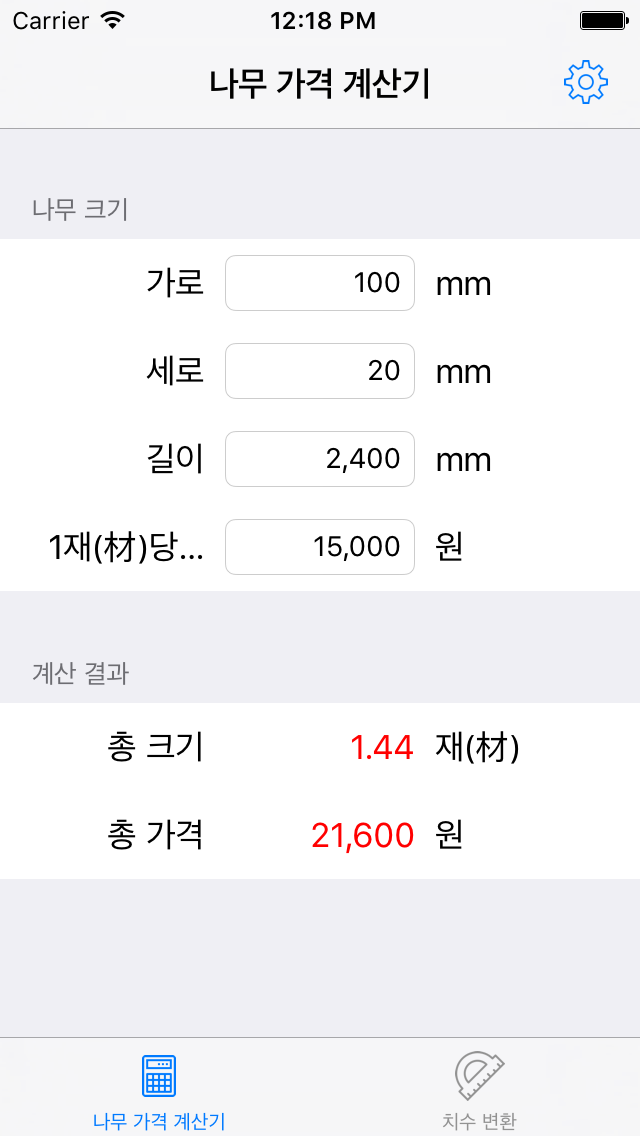 Carrier 12:18 PM
나무 가격 계산기
나무 크기
가로 100 mm
세로 20 mm
길이 2,400 mm
1재(材)당... 15,000 원
계산 결과
총 크기 1.44 재(材)
총 가격 21,600 원
나무 가격 계산기 치수 변환